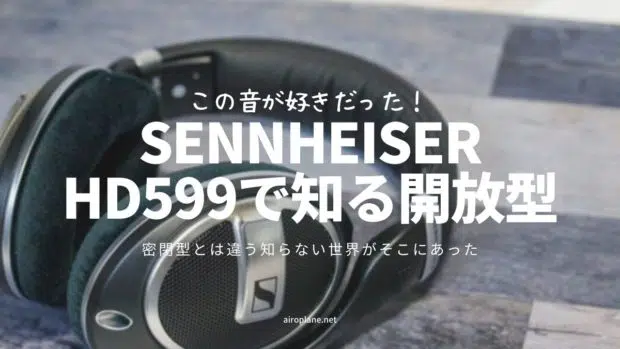 この音が好きだった！
SENNHEISER
HD599で知る開放型
密閉型とは違う知らない世界がそこにあった
airoplane.net